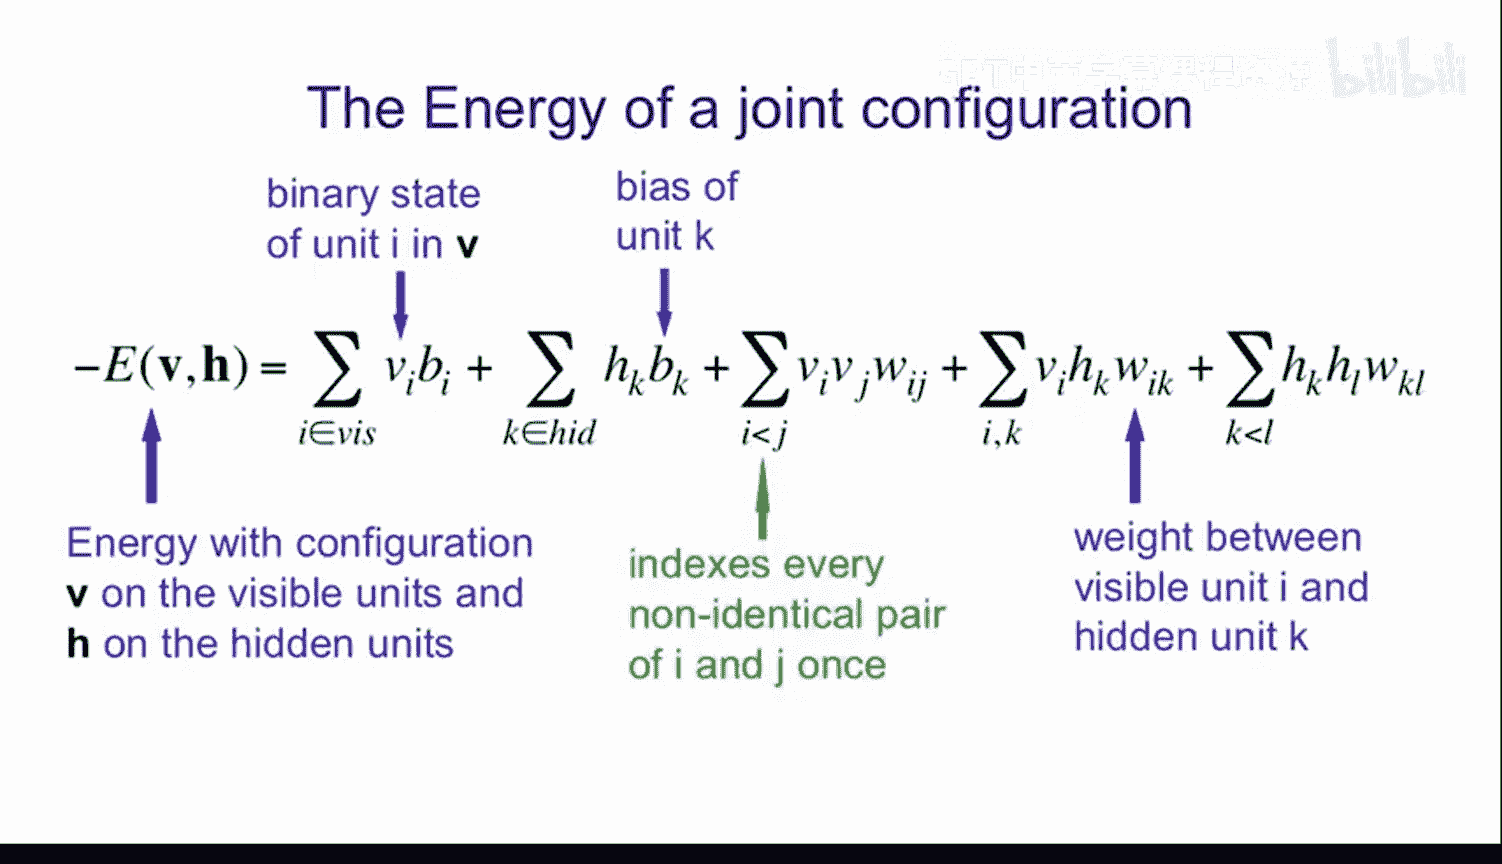 The Energy of a joint configuration
binary state
of unit i in v
bias of
unit k
−E(v,h) = ∑ v_i b_i + ∑ h_k b_k + ∑ v_i v_j w_ij + ∑ v_i h_k w_ik + ∑ h_k h_l w_kl
i∈vis k∈hid i<j i,k k<l
Energy with configuration
v on the visible units and
h on the hidden units
indexes every
non-identical pair
of i and j once
weight between
visible unit i and
hidden unit k
bilibili